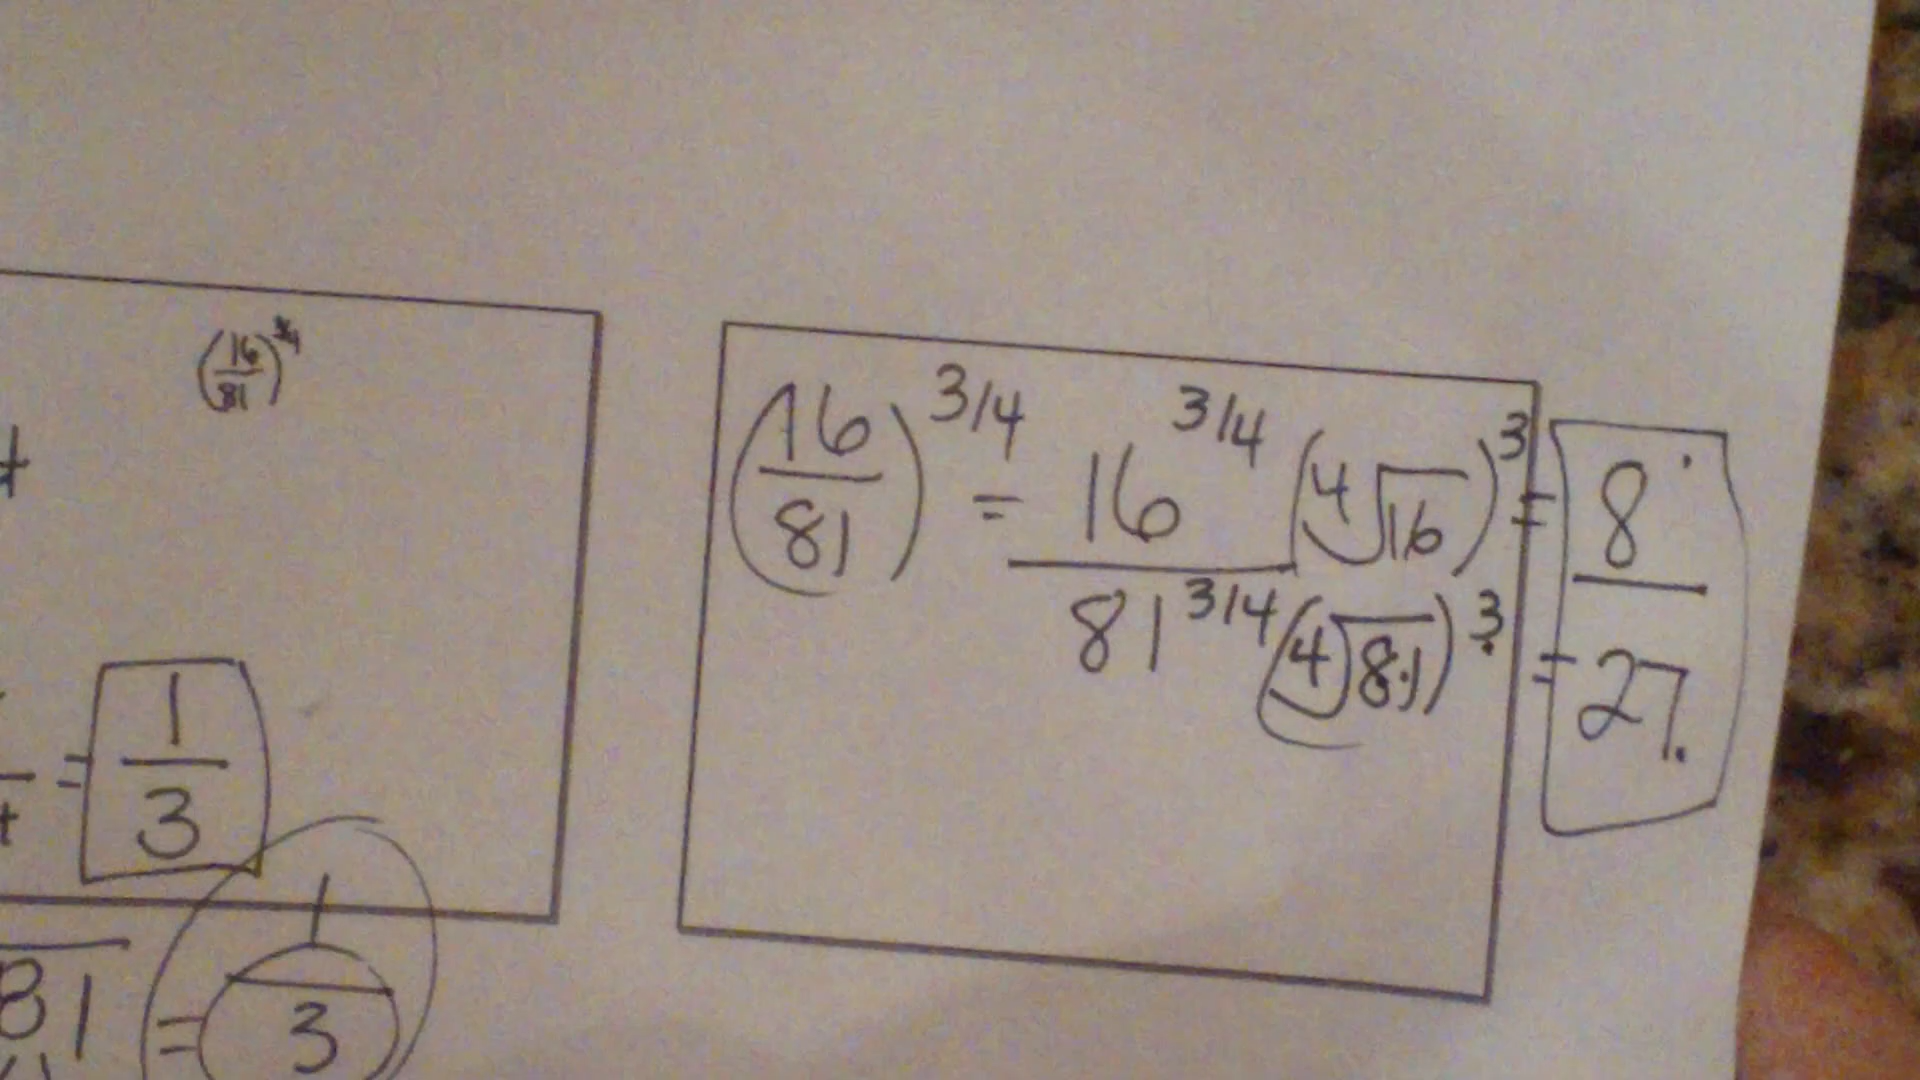 (16/81)^3/4
(16/81)^3/4 = 16^3/4 (4√16)^3 = 8
81^3/4 (4√81)^3 = 27
= 1/3
81 = 1/3